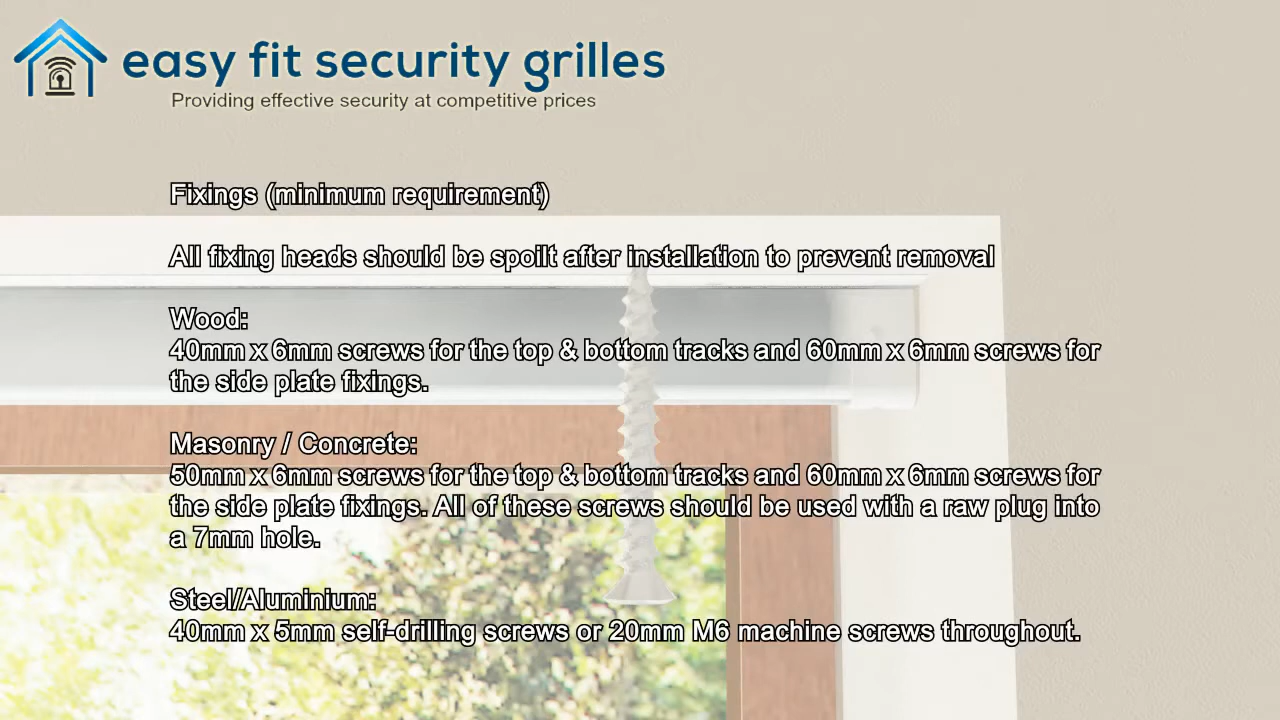 easy fit security grilles
Providing effective security at competitive prices
Fixings (minimum requirement)
All fixing heads should be spoilt after installation to prevent removal
Wood:
40mm x 6mm screws for the top & bottom tracks and 60mm x 6mm screws for
the side plate fixings.
Masonry / Concrete:
50mm x 6mm screws for the top & bottom tracks and 60mm x 6mm screws for
the side plate fixings. All of these screws should be used with a raw plug into
a 7mm hole.
Steel/Aluminium:
40mm x 5mm self-drilling screws or 20mm M6 machine screws throughout.